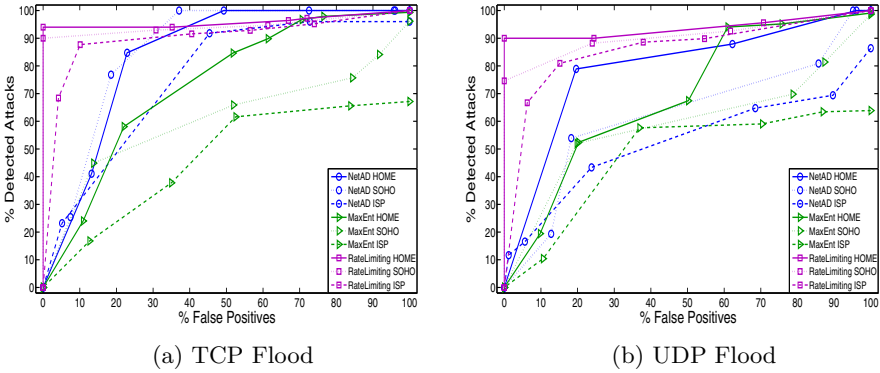 % Detected Attacks
100
90
80
70
60
50
40
30
20
10
0
0 10 20 30 40 50 60 70 80 90 100
% False Positives
NetAD HOME
NetAD SOHO
NetAD ISP
MaxEnt HOME
MaxEnt SOHO
MaxEnt ISP
RateLimiting HOME
RateLimiting SOHO
RateLimiting ISP
(a) TCP Flood
% Detected Attacks
100
90
80
70
60
50
40
30
20
10
0
0 10 20 30 40 50 60 70 80 90 100
% False Positives
NetAD HOME
NetAD SOHO
NetAD ISP
MaxEnt HOME
MaxEnt SOHO
MaxEnt ISP
RateLimiting HOME
RateLimiting SOHO
RateLimiting ISP
(b) UDP Flood